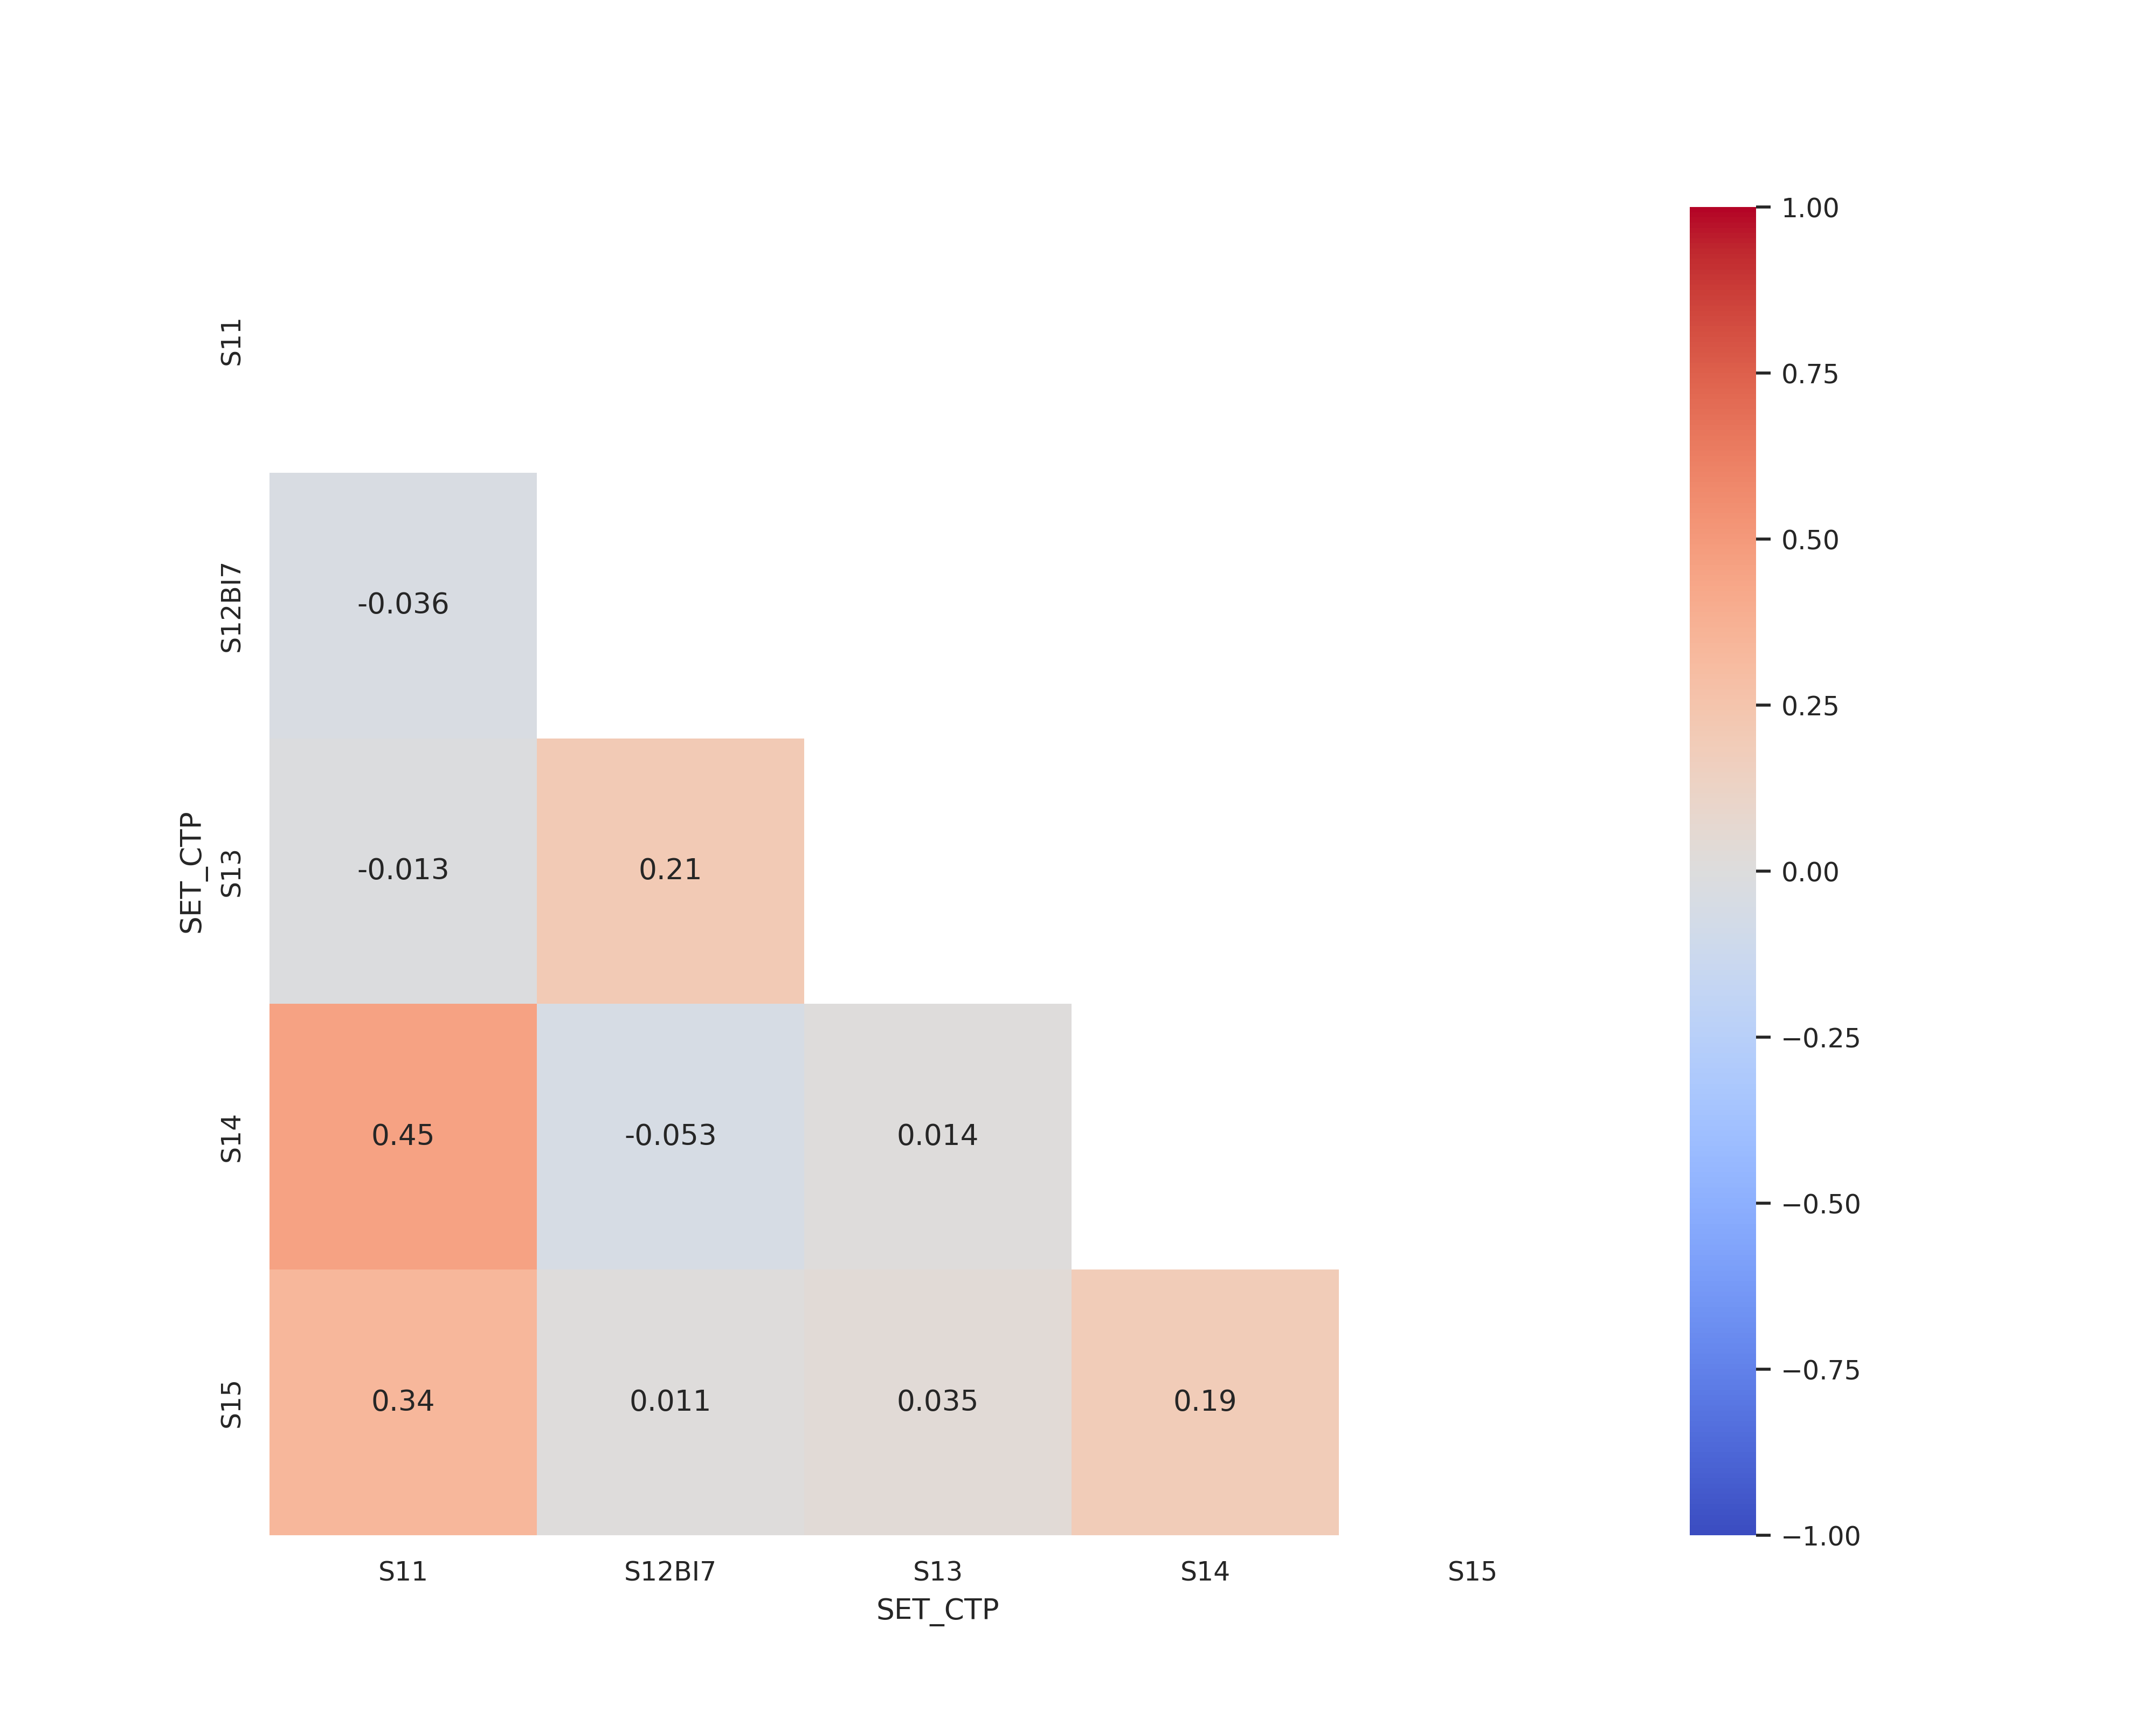 SET_CTP
S11
S12BI7
-0.036
S13
-0.013 0.21
S14
0.45 -0.053 0.014
S15
0.34 0.011 0.035 0.19
S11 S12BI7 S13 S14 S15
SET_CTP
1.00
0.75
0.50
0.25
0.00
−0.25
−0.50
−0.75
−1.00